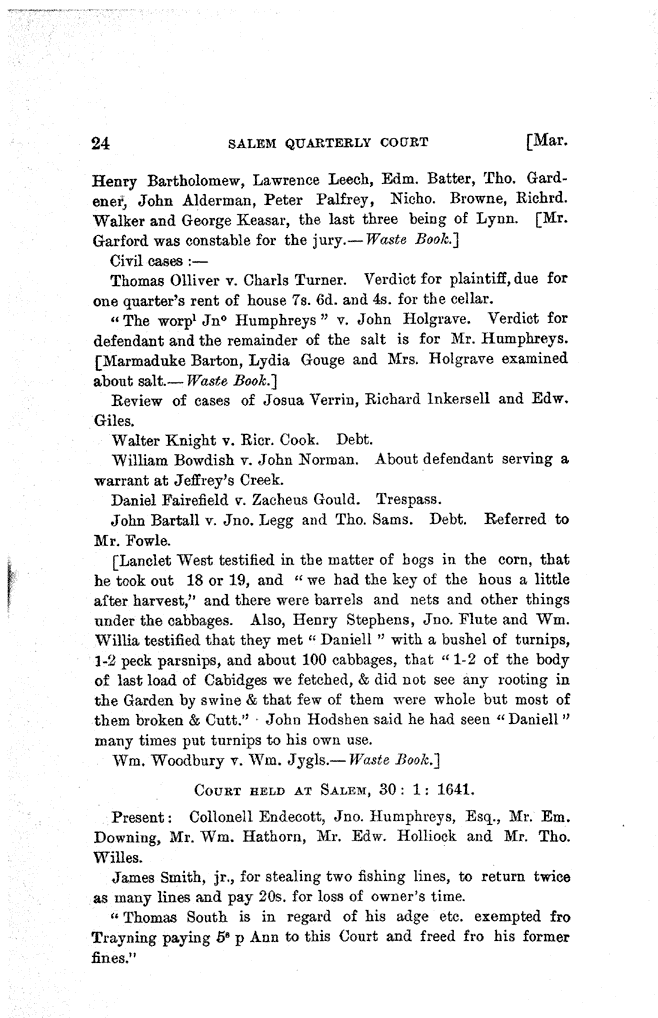 24 SALEM QUARTERLY COURT [Mar.
Henry Bartholomew, Lawrence Leech, Edm. Batter, Tho. Gard-
ener, John Alderman, Peter Palfrey, Nicho. Browne, Richrd.
Walker and George Keasar, the last three being of Lynn. [Mr.
Garford was constable for the jury.—Waste Book.]
Civil cases :—
Thomas Olliver v. Charls Turner. Verdict for plaintiff, due for
one quarter's rent of house 7s. 6d. and 4s. for the cellar.
"The worpˡ Jnᵒ Humphreys" v. John Holgrave. Verdict for
defendant and the remainder of the salt is for Mr. Humphreys.
[Marmaduke Barton, Lydia Gouge and Mrs. Holgrave examined
about salt.—Waste Book.]
Review of cases of Josua Verrin, Richard Inkersell and Edw.
Giles.
Walter Knight v. Ricr. Cook. Debt.
William Bowdish v. John Norman. About defendant serving a
warrant at Jeffrey's Creek.
Daniel Fairefield v. Zacheus Gould. Trespass.
John Bartall v. Jno. Legg and Tho. Sams. Debt. Referred to
Mr. Fowle.
[Lanclet West testified in the matter of hogs in the corn, that
he took out 18 or 19, and "we had the key of the hous a little
after harvest," and there were barrels and nets and other things
under the cabbages. Also, Henry Stephens, Jno. Flute and Wm.
Willia testified that they met "Daniell" with a bushel of turnips,
1-2 peck parsnips, and about 100 cabbages, that "1-2 of the body
of last load of Cabidges we fetched, & did not see any rooting in
the Garden by swine & that few of them were whole but most of
them broken & Cutt." John Hodshen said he had seen "Daniell"
many times put turnips to his own use.
Wm. Woodbury v. Wm. Jygls.—Waste Book.]
COURT HELD AT SALEM, 30: 1: 1641.
Present: Collonell Endecott, Jno. Humphreys, Esq., Mr. Em.
Downing, Mr. Wm. Hathorn, Mr. Edw. Holliock and Mr. Tho.
Willes.
James Smith, jr., for stealing two fishing lines, to return twice
as many lines and pay 20s. for loss of owner's time.
"Thomas South is in regard of his adge etc. exempted fro
Trayning paying 5ˢ p Ann to this Court and freed fro his former
fines."